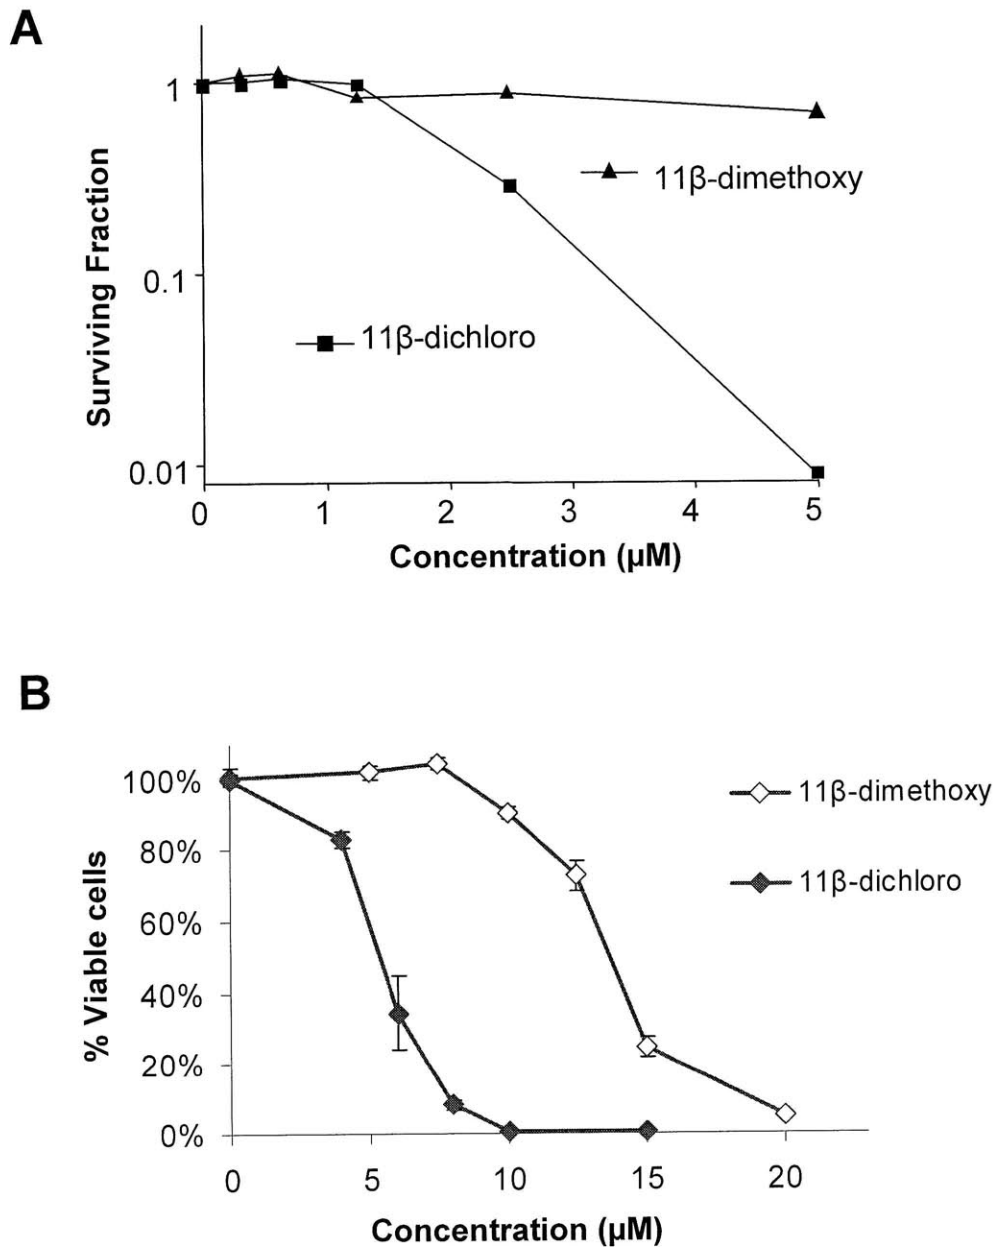 A
1
0.1
0.01
Surviving Fraction
11β-dimethoxy
11β-dichloro
0 1 2 3 4 5
Concentration (µM)
B
100%
80%
60%
40%
20%
0%
% Viable cells
11β-dimethoxy
11β-dichloro
0 5 10 15 20
Concentration (µM)